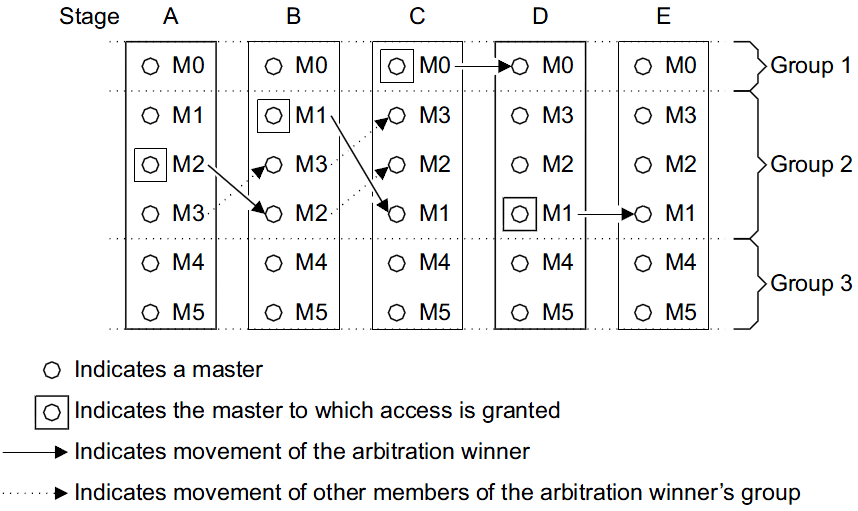 Stage A B C D E
M0 M0 M0 M0 M0 Group 1
M1 M1 M3 M3 M3
M2 M3 M2 M2 M2 Group 2
M3 M2 M1 M1 M1
M4 M4 M4 M4 M4 Group 3
M5 M5 M5 M5 M5
Indicates a master
Indicates the master to which access is granted
Indicates movement of the arbitration winner
Indicates movement of other members of the arbitration winner's group